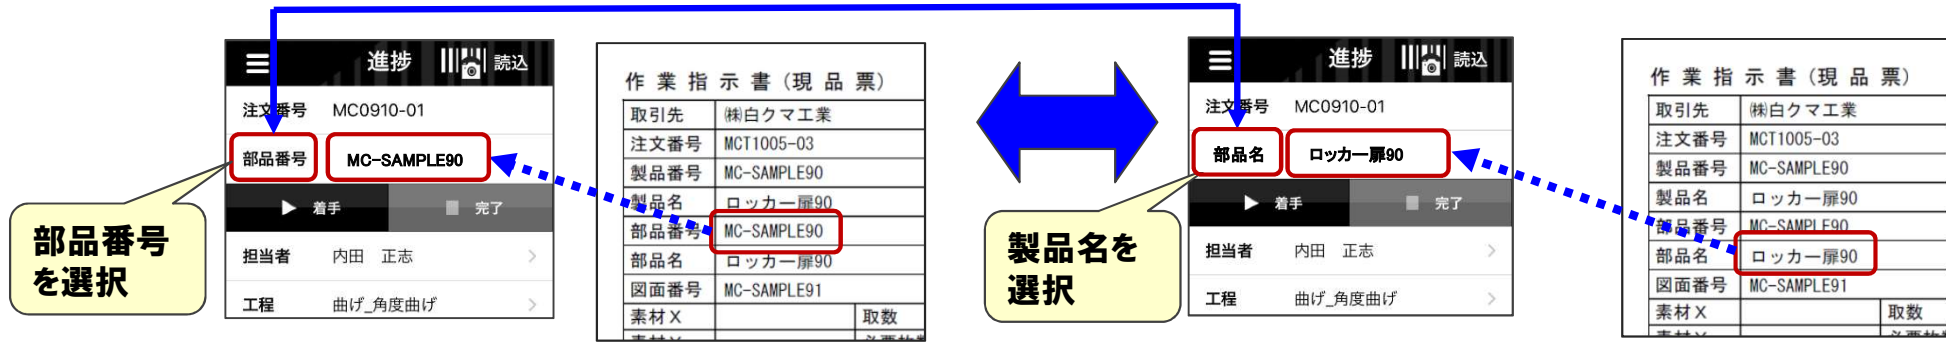 進捗 読込
注文番号 MC0910-01
部品番号 MC-SAMPLE90
着手 完了
担当者 内田 正志
工程 曲げ_角度曲げ
部品番号
を選択
作業指示書(現品票)
取引先 ㈱白クマ工業
注文番号 MCT1005-03
製品番号 MC-SAMPLE90
製品名 ロッカー扉90
部品番号 MC-SAMPLE90
部品名 ロッカー扉90
図面番号 MC-SAMPLE91
素材X 取数
進捗 読込
注文番号 MC0910-01
部品名 ロッカー扉90
着手 完了
担当者 内田 正志
工程 曲げ_角度曲げ
製品名を
選択
作業指示書(現品票)
取引先 ㈱白クマ工業
注文番号 MCT1005-03
製品番号 MC-SAMPLE90
製品名 ロッカー扉90
部品番号 MC-SAMPLE90
部品名 ロッカー扉90
図面番号 MC-SAMPLE91
素材X 取数